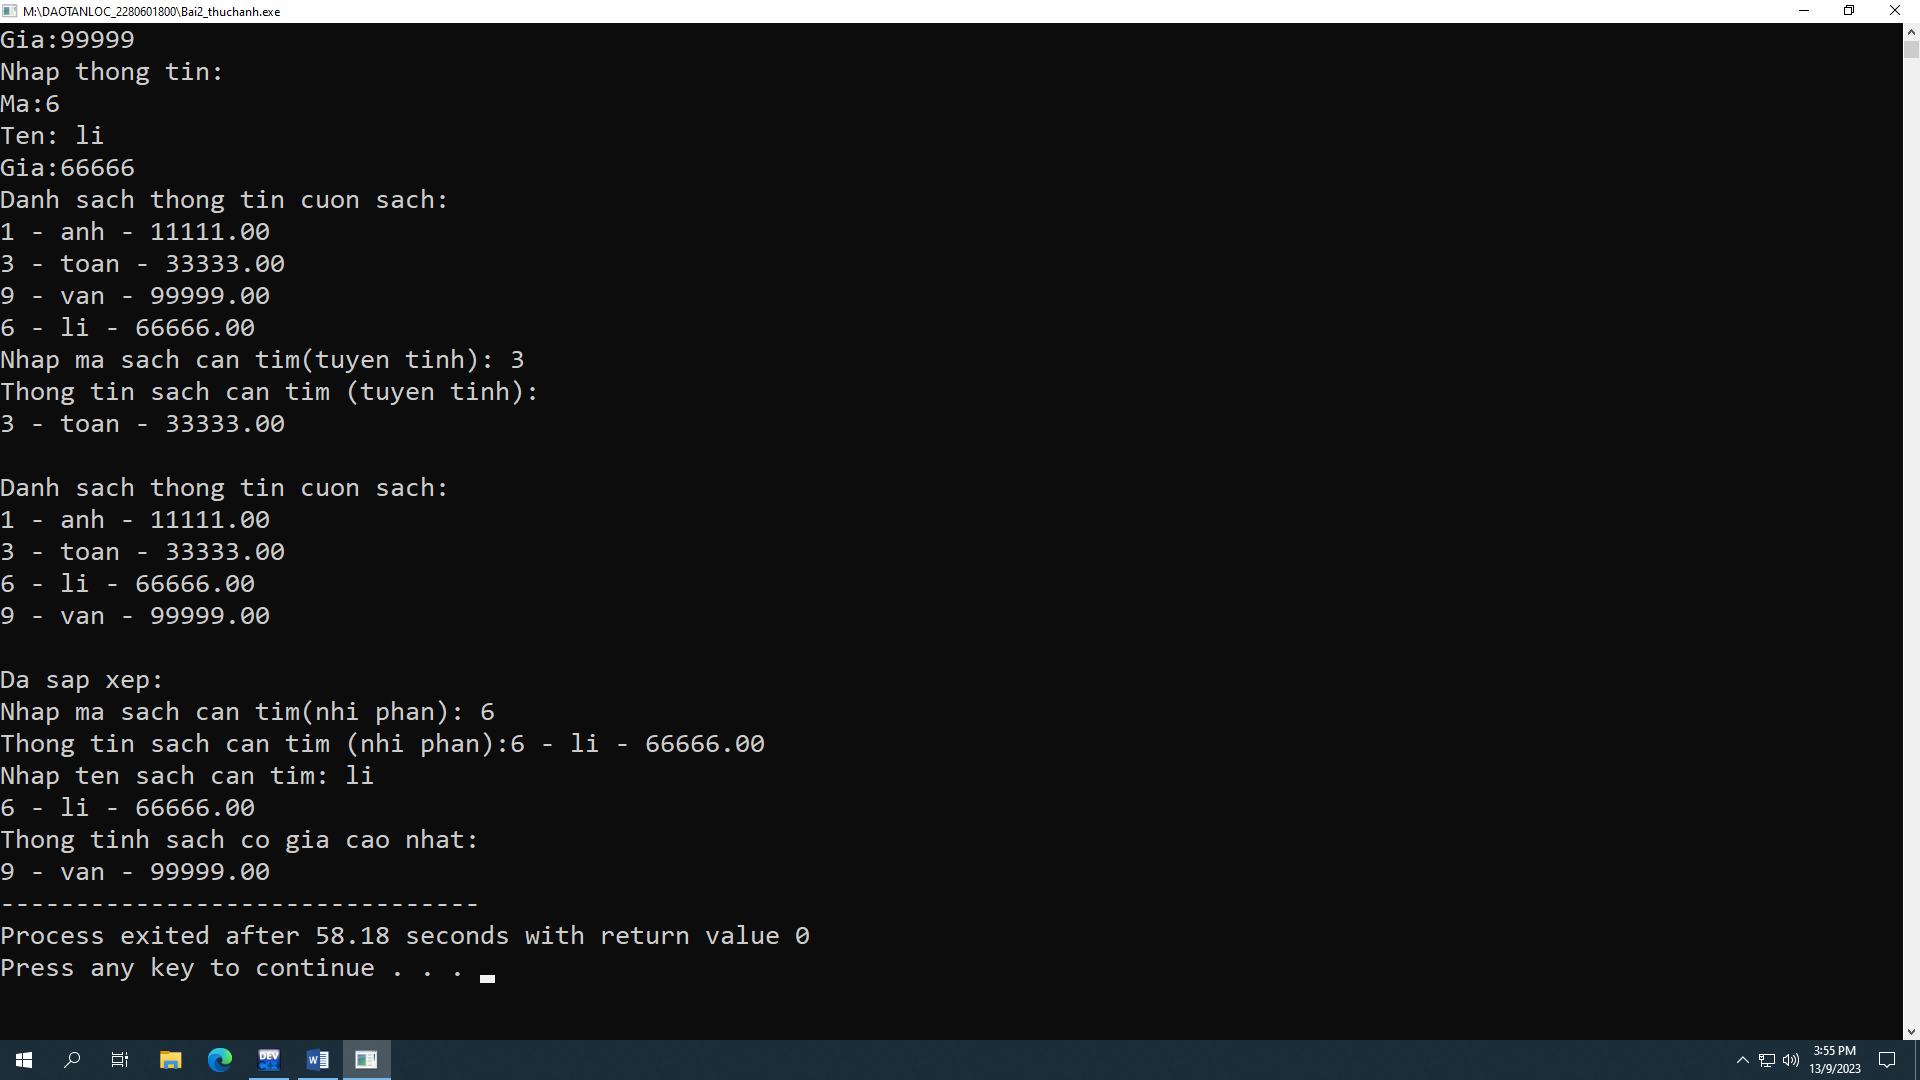 M:\DAOTANLOC_2280601800\Bai2_thuchanh.exe
Gia:99999
Nhap thong tin:
Ma:6
Ten: li
Gia:66666
Danh sach thong tin cuon sach:
1 - anh - 11111.00
3 - toan - 33333.00
9 - van - 99999.00
6 - li - 66666.00
Nhap ma sach can tim(tuyen tinh): 3
Thong tin sach can tim (tuyen tinh):
3 - toan - 33333.00
Danh sach thong tin cuon sach:
1 - anh - 11111.00
3 - toan - 33333.00
6 - li - 66666.00
9 - van - 99999.00
Da sap xep:
Nhap ma sach can tim(nhi phan): 6
Thong tin sach can tim (nhi phan):6 - li - 66666.00
Nhap ten sach can tim: li
6 - li - 66666.00
Thong tinh sach co gia cao nhat:
9 - van - 99999.00
--------------------------------
Process exited after 58.18 seconds with return value 0
Press any key to continue . . .
DEV
3:55 PM
13/9/2023